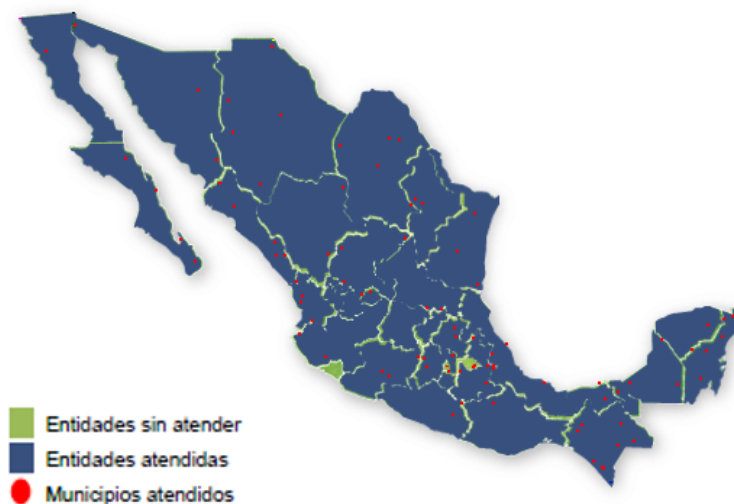 Entidades sin atender
Entidades atendidas
Municipios atendidos